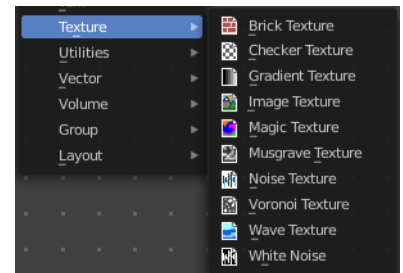 Texture
Utilities
Vector
Volume
Group
Layout
Brick Texture
Checker Texture
Gradient Texture
Image Texture
Magic Texture
Musgrave Texture
Noise Texture
Voronoi Texture
Wave Texture
White Noise